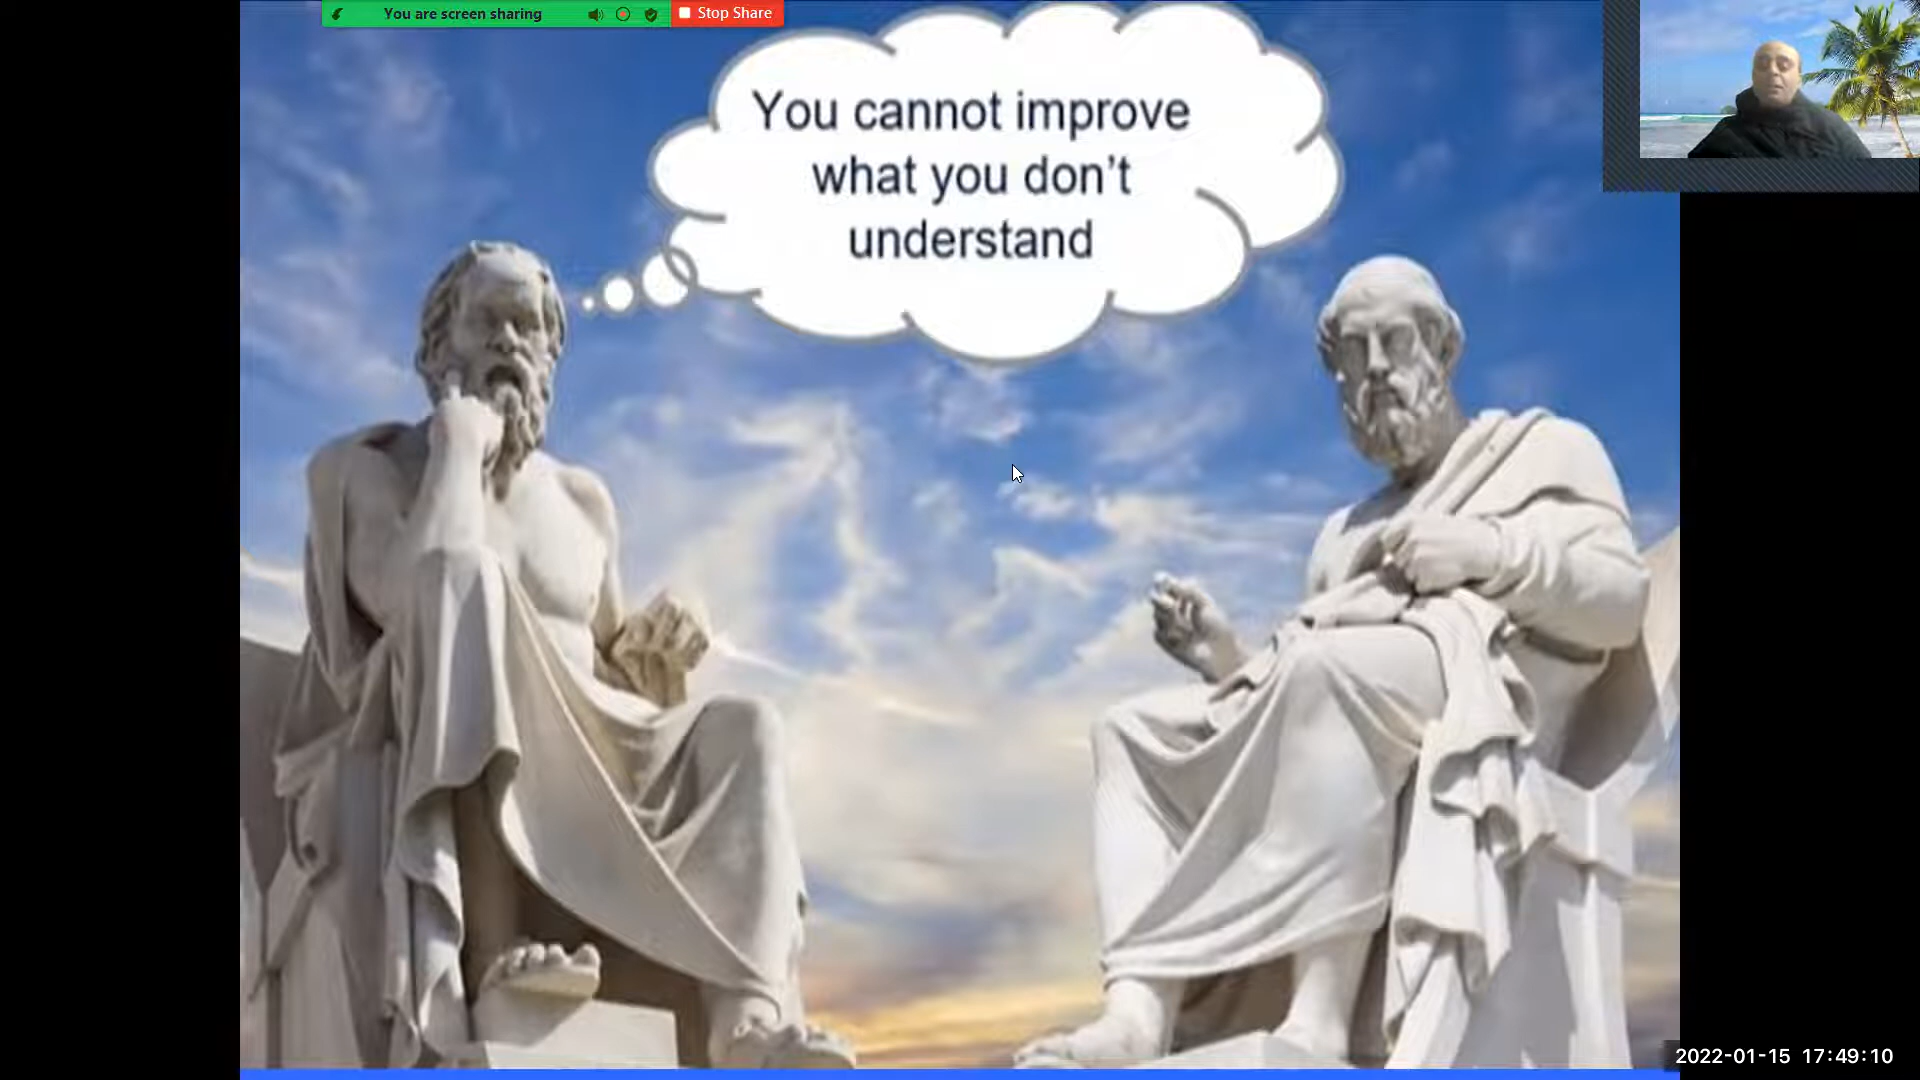 You are screen sharing
Stop Share
You cannot improve
what you don't
understand
2022-01-15 17:49:10